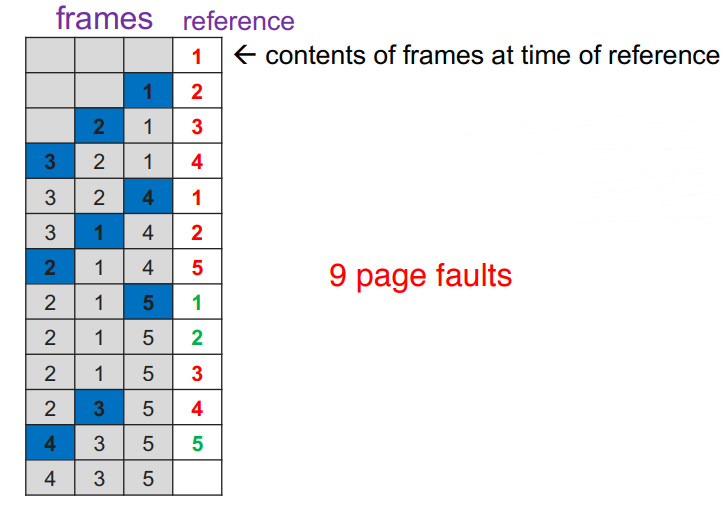 frames reference
1 ← contents of frames at time of reference
1 2
2 1 3
3 2 1 4
3 2 4 1
3 1 4 2
2 1 4 5
2 1 5 1
2 1 5 2
2 1 5 3
2 3 5 4
4 3 5 5
4 3 5
9 page faults